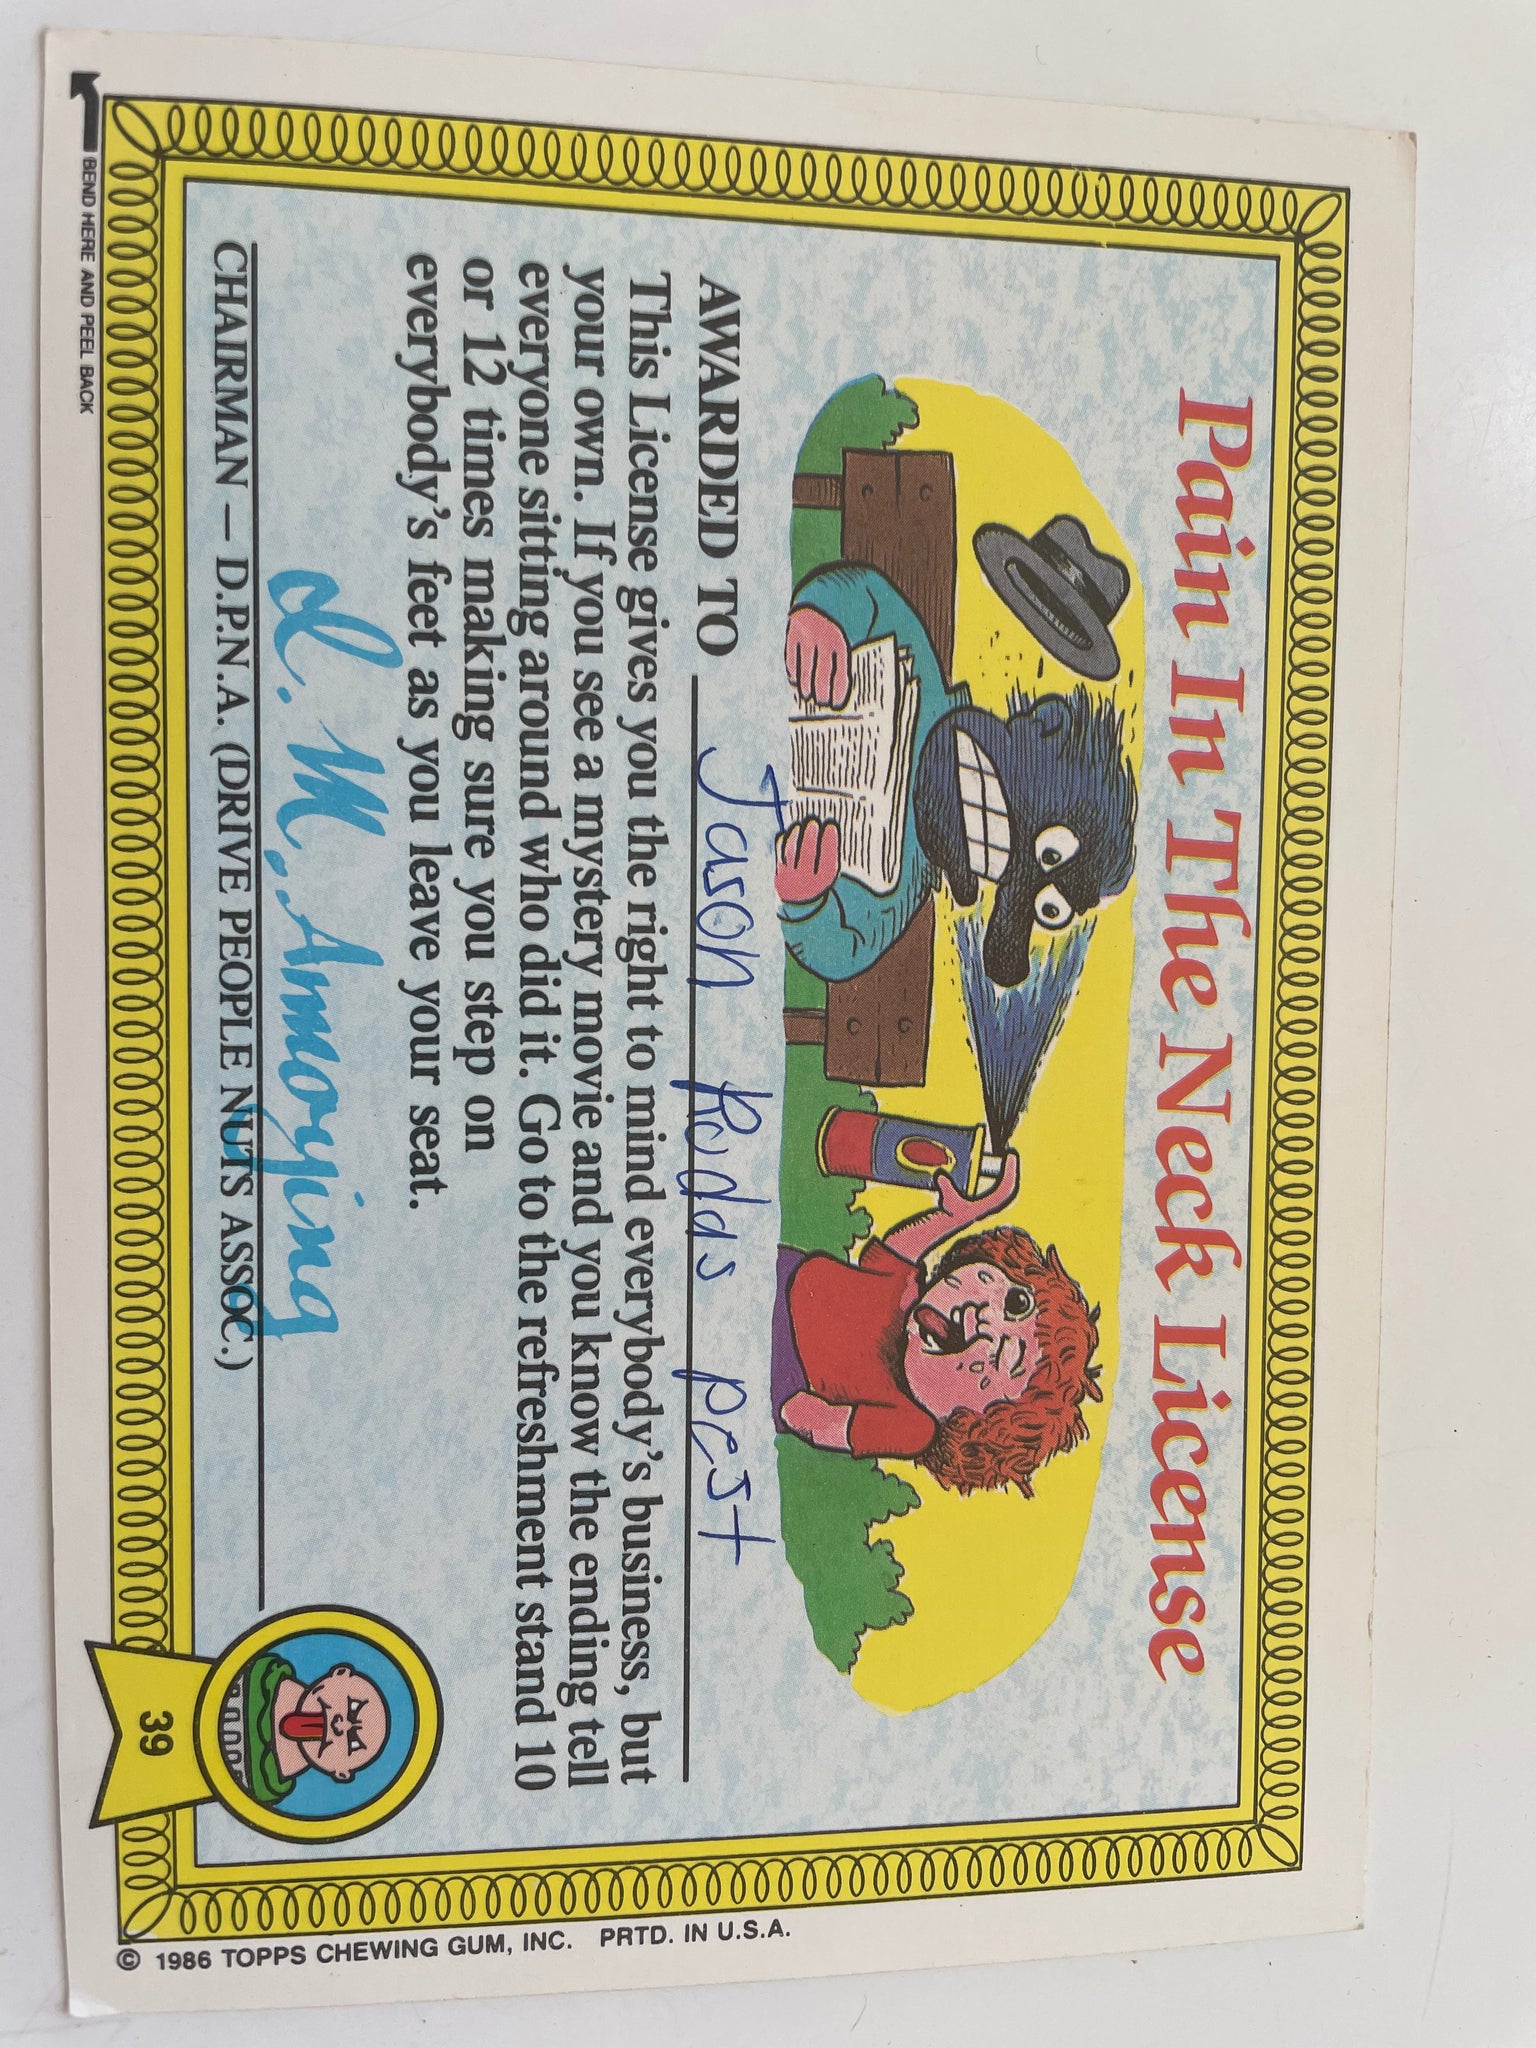 Pain In The Neck License
AWARDED TO Jason Rudds pest
This License gives you the right to mind everybody's business, but
your own. If you see a mystery movie and you know the ending tell
everyone sitting around who did it. Go to the refreshment stand 10
or 12 times making sure you step on
everybody's feet as you leave your seat.
I. M. Annoying
CHAIRMAN — D.P.N.A. (DRIVE PEOPLE NUTS ASSOC.)
39
BEND HERE AND PEEL BACK
© 1986 TOPPS CHEWING GUM, INC. PRTD. IN U.S.A.